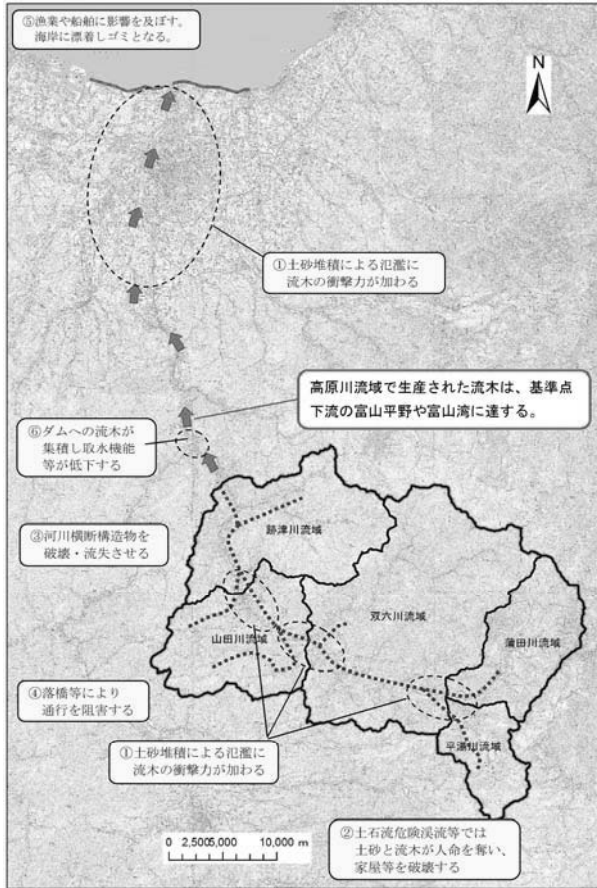 ⑤漁業や船舶に影響を及ぼす。
海岸に漂着しゴミとなる。
N
①土砂堆積による氾濫に
流木の衝撃力が加わる
高原川流域で生産された流木は、基準点
下流の富山平野や富山湾に達する。
⑥ダムへの流木が
集積し取水機能
等が低下する
③河川横断構造物を
破壊・流失させる
跡津川流域
双六川流域
山田川流域
蒲田川流域
④落橋等により
通行を阻害する
平湯川流域
①土砂堆積による氾濫に
流木の衝撃力が加わる
②土石流危険渓流等では
土砂と流木が人命を奪い、
家屋等を破壊する
0 2,5005,000 10,000 m